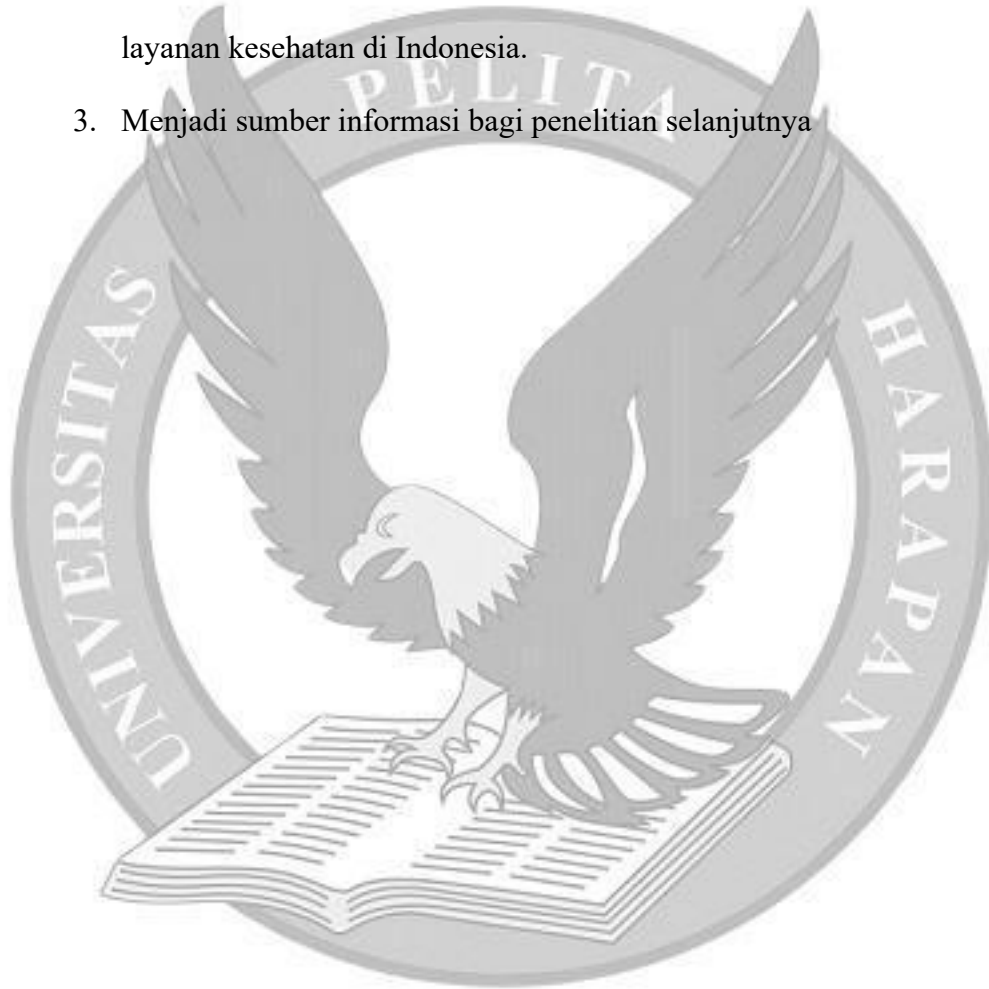 layanan kesehatan di Indonesia.
3. Menjadi sumber informasi bagi penelitian selanjutnya
UNIVERSITAS PELITA HARAPAN